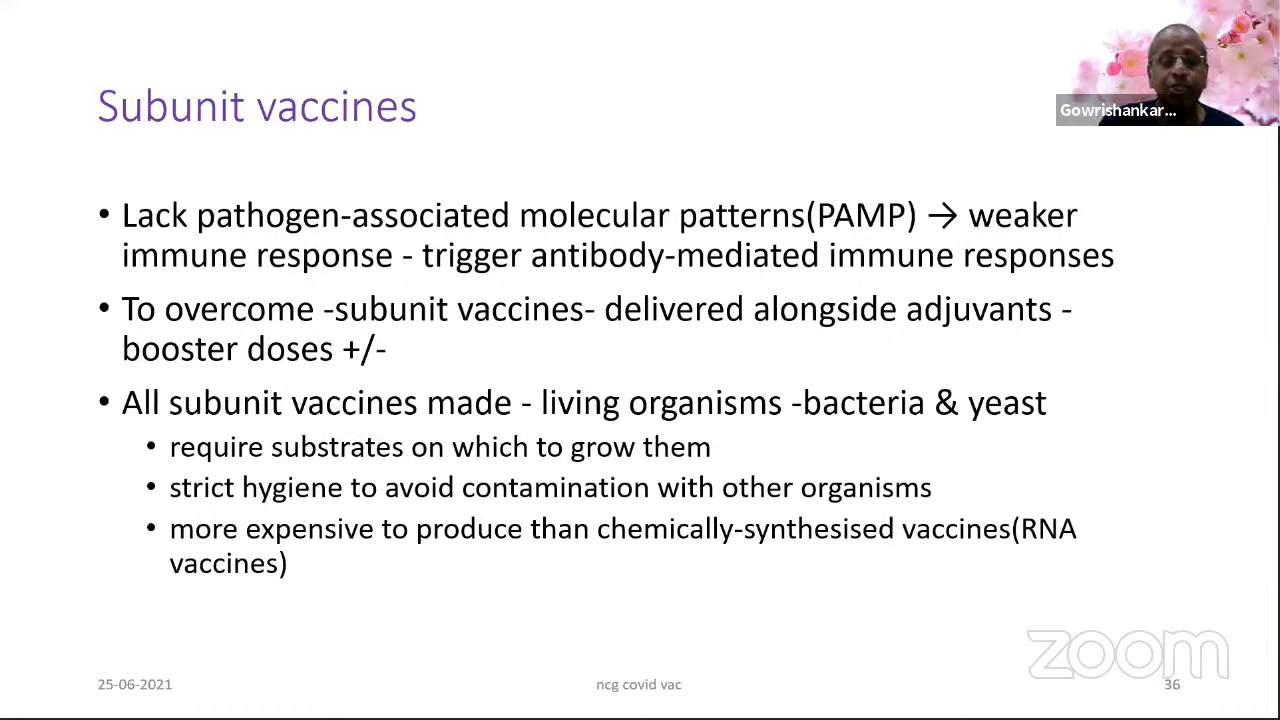 Gowrishankar...
Subunit vaccines
• Lack pathogen-associated molecular patterns(PAMP) → weaker
immune response - trigger antibody-mediated immune responses
• To overcome -subunit vaccines- delivered alongside adjuvants -
booster doses +/-
• All subunit vaccines made - living organisms -bacteria & yeast
• require substrates on which to grow them
• strict hygiene to avoid contamination with other organisms
• more expensive to produce than chemically-synthesised vaccines(RNA
vaccines)
zoom
25-06-2021
ncg covid vac
36